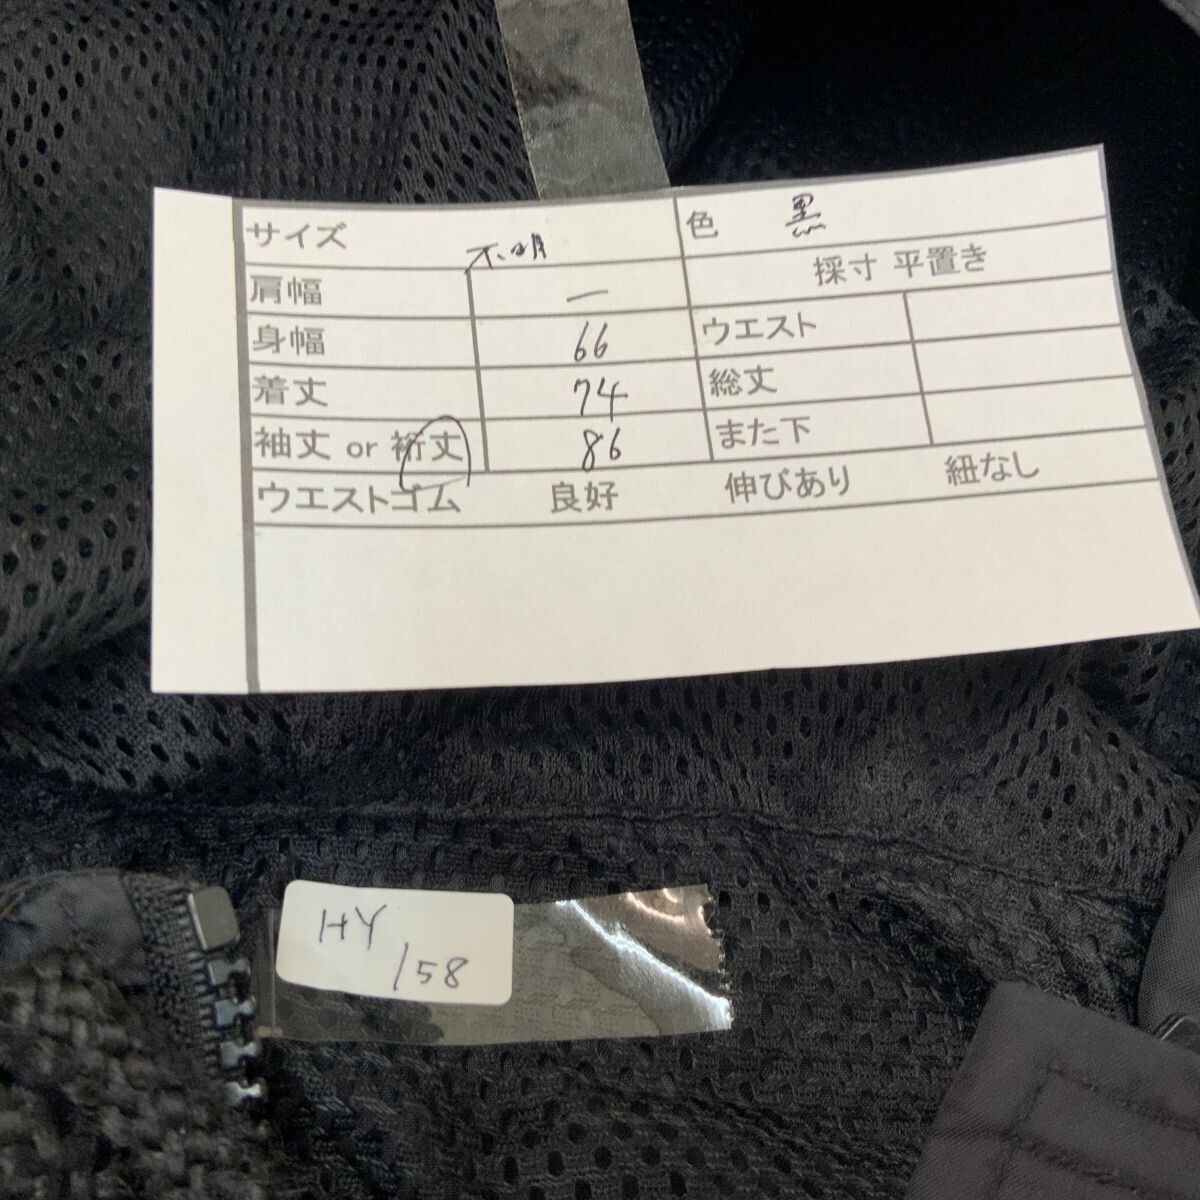 サイズ 不明 色 黒
肩幅 — 採寸 平置き
身幅 66 ウエスト
着丈 74 総丈
袖丈 or 裄丈 86 また下
ウエストゴム 良好 伸びあり 紐なし
HY
/58